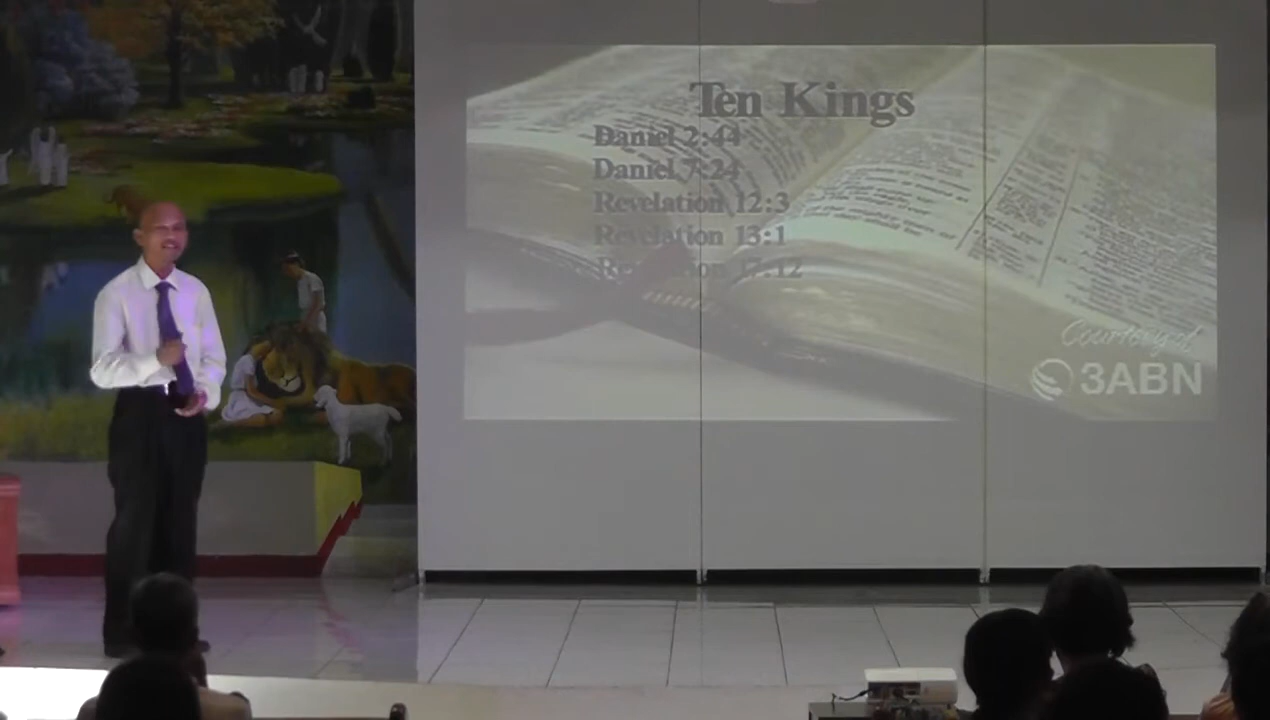 Ten Kings
Daniel 2:44
Daniel 7:24
Revelation 12:3
Revelation 13:1
Revelation 17:12
Courtesy of
3ABN